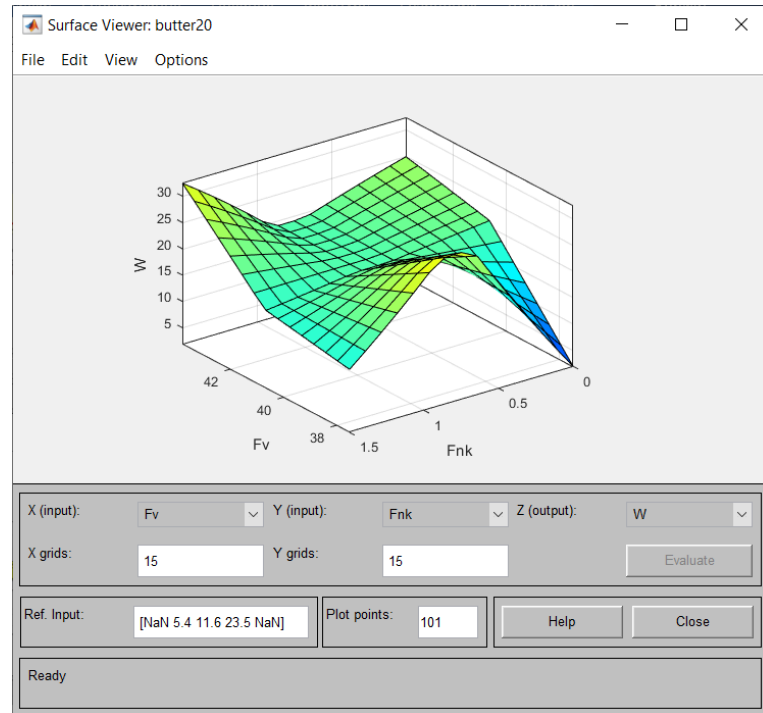 Surface Viewer: butter20
File Edit View Options
30
25
20
15
10
5
W
42
40
38
Fv
1.5
1
0.5
0
Fnk
X (input): Fv Y (input): Fnk Z (output): W
X grids: 15 Y grids: 15 Evaluate
Ref. Input: [NaN 5.4 11.6 23.5 NaN] Plot points: 101 Help Close
Ready